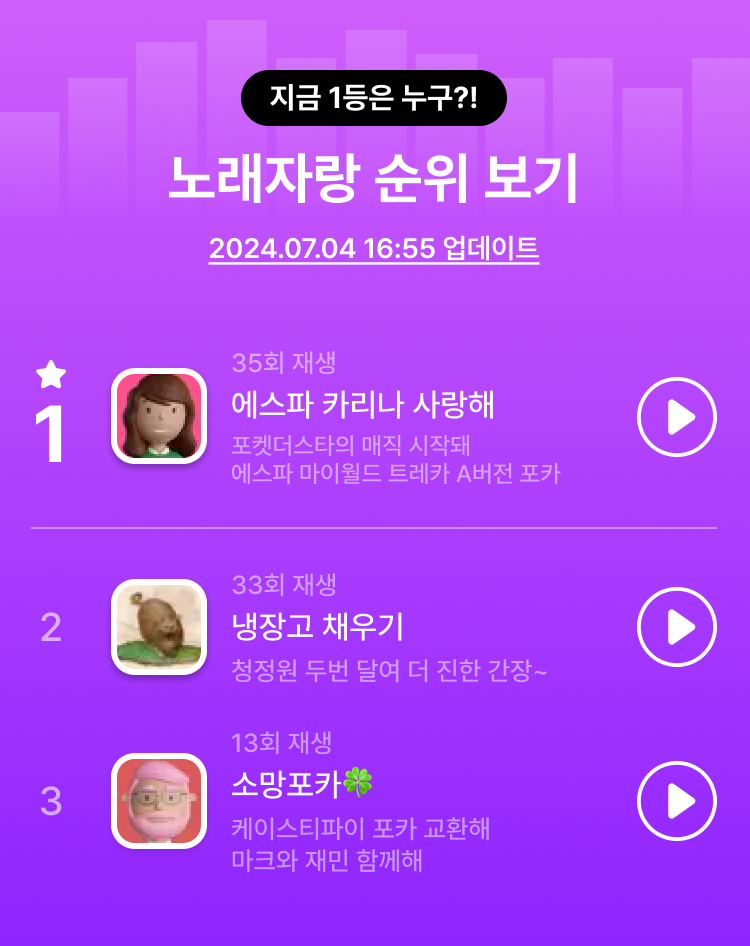 지금 1등은 누구?!
노래자랑 순위 보기
2024.07.04 16:55 업데이트
35회 재생
1
에스파 카리나 사랑해
포켓더스타의 매직 시작돼
에스파 마이월드 트레카 A버전 포카
33회 재생
2
냉장고 채우기
청정원 두번 달여 더 진한 간장~
13회 재생
3
소망포카🍀
케이스티파이 포카 교환해
마크와 재민 함께해